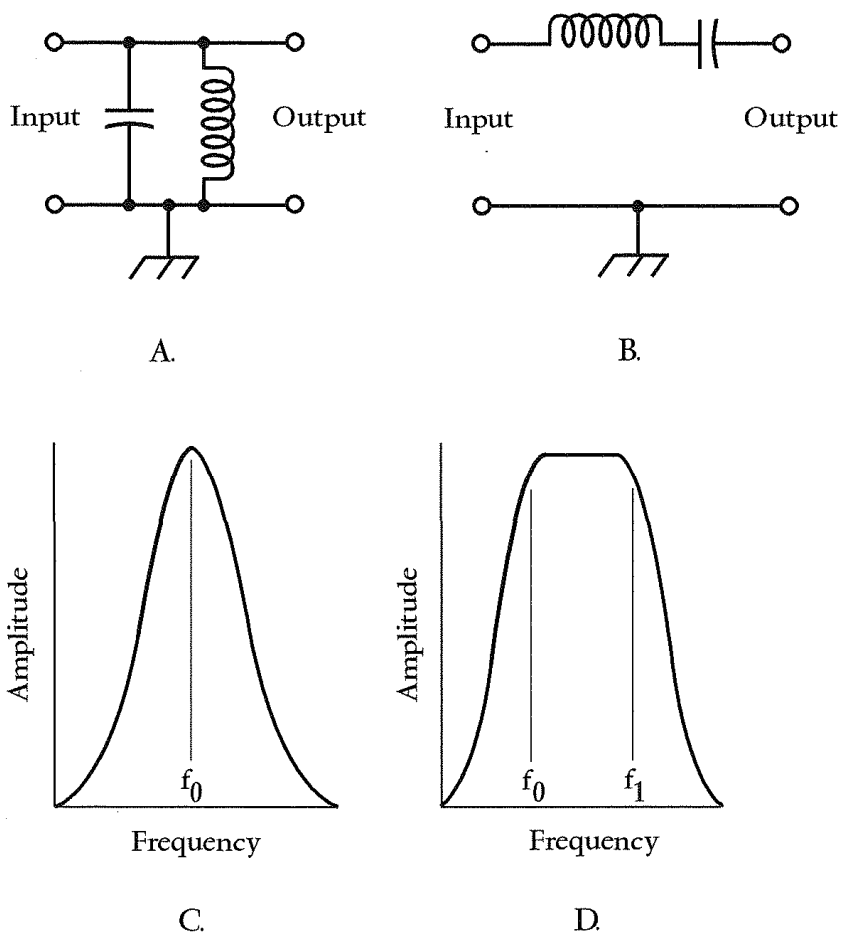 Input
Output
Input
Output
A.
B.
Amplitude
f0
Frequency
Amplitude
f0
f1
Frequency
C.
D.